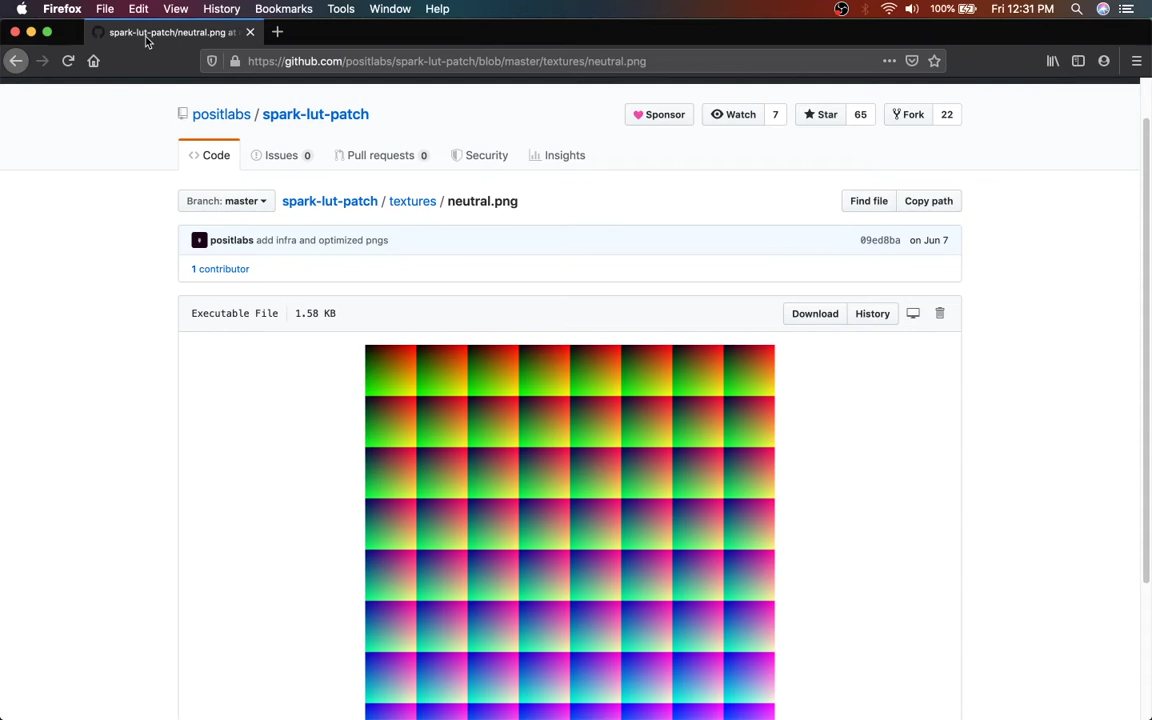 Firefox File Edit View History Bookmarks Tools Window Help 100% Fri 12:31 PM
spark-lut-patch/neutral.png at
https://github.com/positlabs/spark-lut-patch/blob/master/textures/neutral.png
positlabs / spark-lut-patch Sponsor Watch 7 Star 65 Fork 22
Code Issues 0 Pull requests 0 Security Insights
Branch: master spark-lut-patch / textures / neutral.png Find file Copy path
positlabs add infra and optimized pngs 09ed8ba on Jun 7
1 contributor
Executable File 1.58 KB Download History